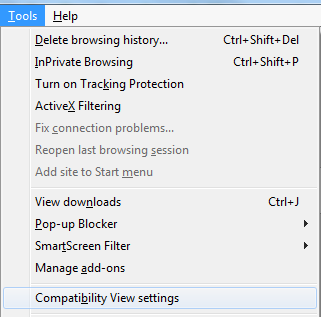 Tools Help
Delete browsing history... Ctrl+Shift+Del
InPrivate Browsing Ctrl+Shift+P
Turn on Tracking Protection
ActiveX Filtering
Fix connection problems...
Reopen last browsing session
Add site to Start menu
View downloads Ctrl+J
Pop-up Blocker
SmartScreen Filter
Manage add-ons
Compatibility View settings